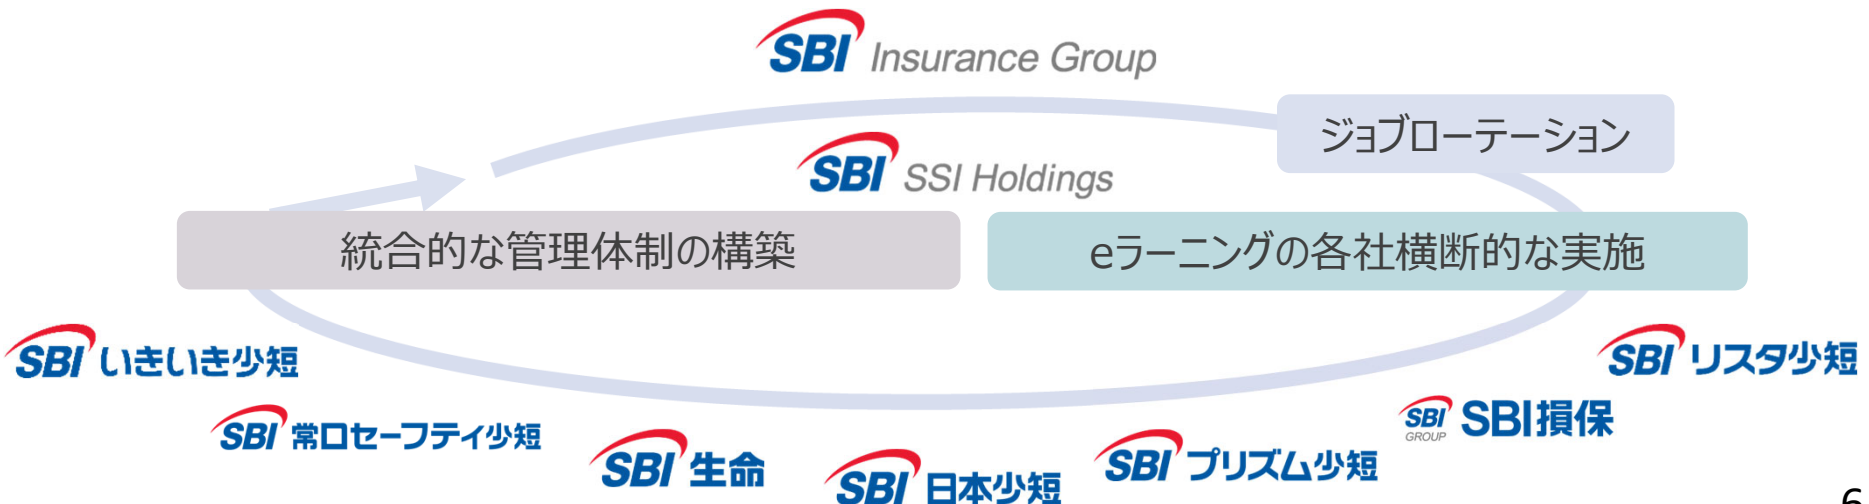 SBI Insurance Group
ジョブローテーション
SBI SSI Holdings
統合的な管理体制の構築
eラーニングの各社横断的な実施
SBI いきいき少短
SBI リスタ少短
SBI 常口セーフティ少短
SBI GROUP SBI損保
SBI 生命
SBI プリズム少短
SBI 日本少短
6